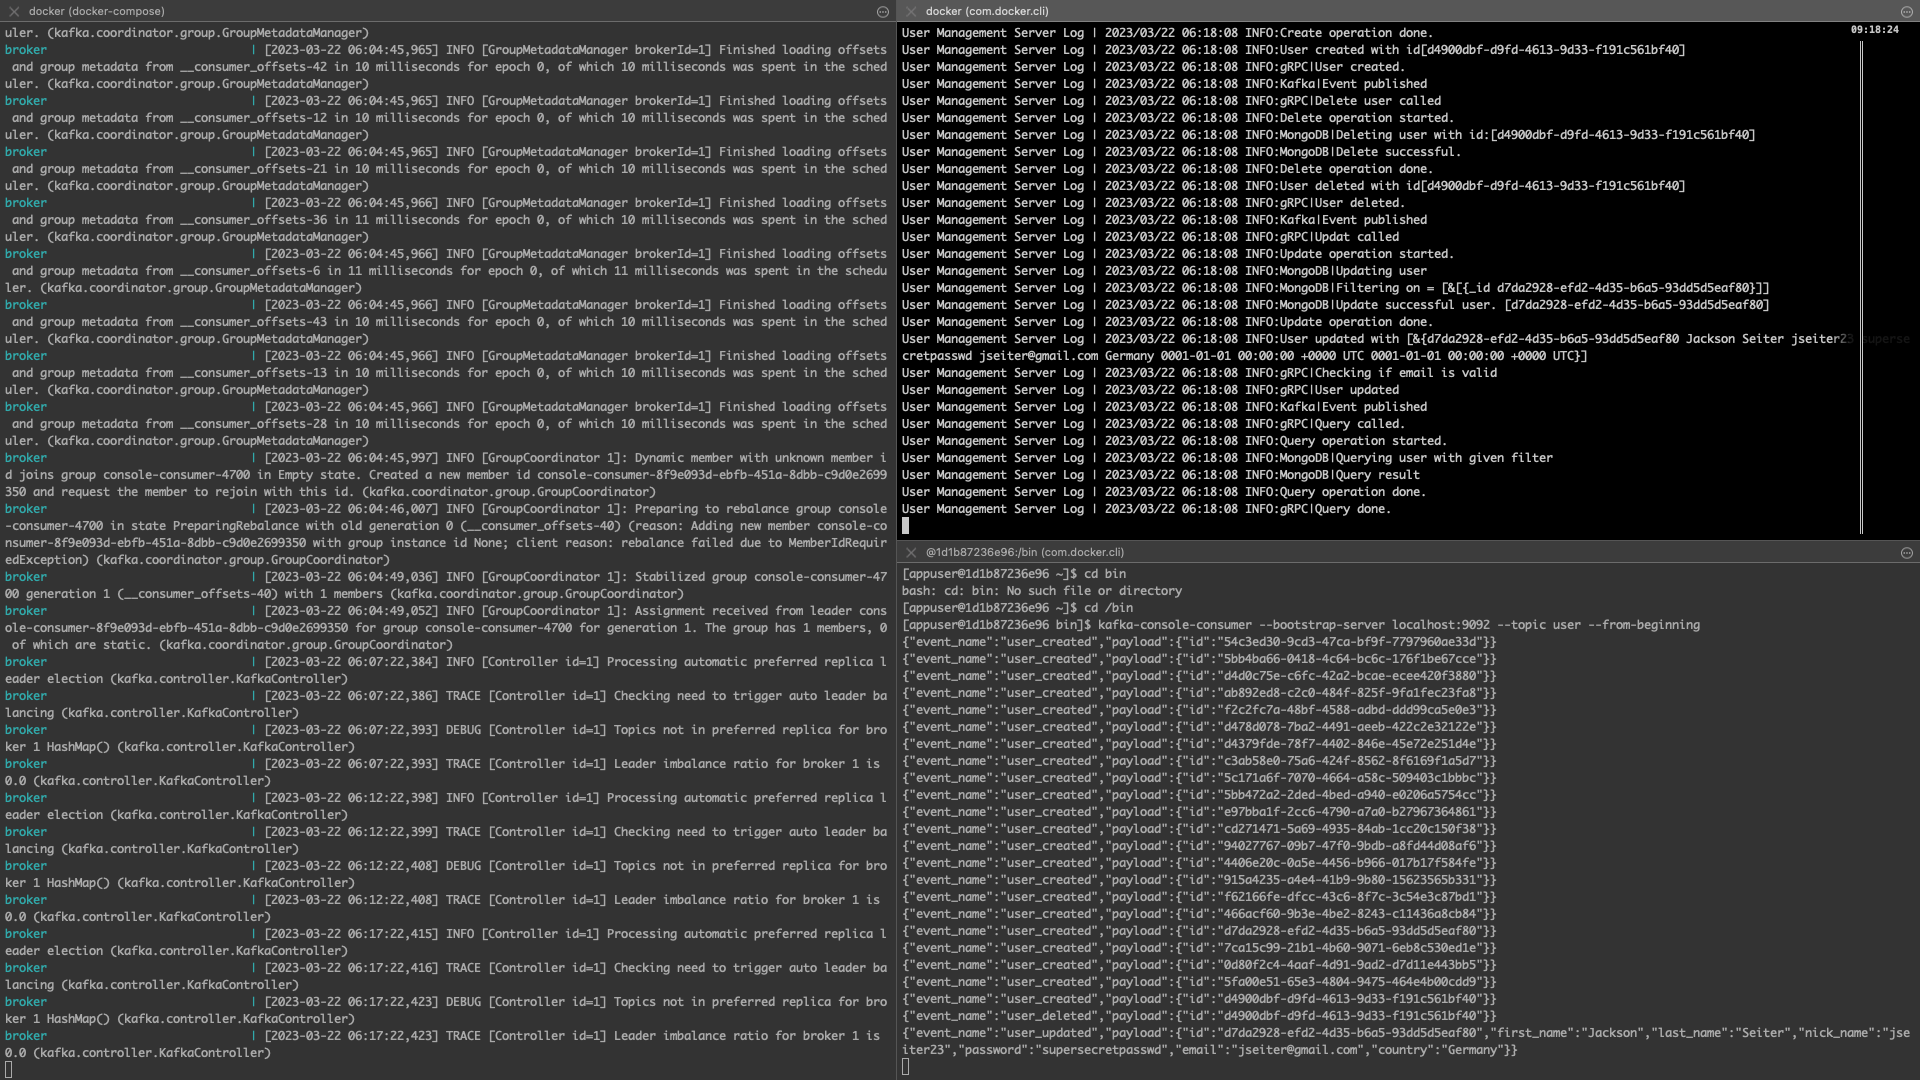 docker (docker-compose)
uler. (kafka.coordinator.group.GroupMetadataManager)
broker | [2023-03-22 06:04:45,965] INFO [GroupMetadataManager brokerId=1] Finished loading offsets
and group metadata from __consumer_offsets-42 in 10 milliseconds for epoch 0, of which 10 milliseconds was spent in the sched
uler. (kafka.coordinator.group.GroupMetadataManager)
broker | [2023-03-22 06:04:45,965] INFO [GroupMetadataManager brokerId=1] Finished loading offsets
and group metadata from __consumer_offsets-12 in 10 milliseconds for epoch 0, of which 10 milliseconds was spent in the sched
uler. (kafka.coordinator.group.GroupMetadataManager)
broker | [2023-03-22 06:04:45,965] INFO [GroupMetadataManager brokerId=1] Finished loading offsets
and group metadata from __consumer_offsets-21 in 10 milliseconds for epoch 0, of which 10 milliseconds was spent in the sched
uler. (kafka.coordinator.group.GroupMetadataManager)
broker | [2023-03-22 06:04:45,966] INFO [GroupMetadataManager brokerId=1] Finished loading offsets
and group metadata from __consumer_offsets-36 in 11 milliseconds for epoch 0, of which 10 milliseconds was spent in the sched
uler. (kafka.coordinator.group.GroupMetadataManager)
broker | [2023-03-22 06:04:45,966] INFO [GroupMetadataManager brokerId=1] Finished loading offsets
and group metadata from __consumer_offsets-6 in 11 milliseconds for epoch 0, of which 11 milliseconds was spent in the schedu
ler. (kafka.coordinator.group.GroupMetadataManager)
broker | [2023-03-22 06:04:45,966] INFO [GroupMetadataManager brokerId=1] Finished loading offsets
and group metadata from __consumer_offsets-43 in 10 milliseconds for epoch 0, of which 10 milliseconds was spent in the sched
uler. (kafka.coordinator.group.GroupMetadataManager)
broker | [2023-03-22 06:04:45,966] INFO [GroupMetadataManager brokerId=1] Finished loading offsets
and group metadata from __consumer_offsets-13 in 10 milliseconds for epoch 0, of which 10 milliseconds was spent in the sched
uler. (kafka.coordinator.group.GroupMetadataManager)
broker | [2023-03-22 06:04:45,966] INFO [GroupMetadataManager brokerId=1] Finished loading offsets
and group metadata from __consumer_offsets-28 in 10 milliseconds for epoch 0, of which 10 milliseconds was spent in the sched
uler. (kafka.coordinator.group.GroupMetadataManager)
broker | [2023-03-22 06:04:45,997] INFO [GroupCoordinator 1]: Dynamic member with unknown member i
d joins group console-consumer-4700 in Empty state. Created a new member id console-consumer-8f9e093d-ebfb-451a-8dbb-c9d0e2699
350 and request the member to rejoin with this id. (kafka.coordinator.group.GroupCoordinator)
broker | [2023-03-22 06:04:46,007] INFO [GroupCoordinator 1]: Preparing to rebalance group console
-consumer-4700 in state PreparingRebalance with old generation 0 (__consumer_offsets-40) (reason: Adding new member console-co
nsumer-8f9e093d-ebfb-451a-8dbb-c9d0e2699350 with group instance id None; client reason: rebalance failed due to MemberIdRequir
edException) (kafka.coordinator.group.GroupCoordinator)
broker | [2023-03-22 06:04:49,036] INFO [GroupCoordinator 1]: Stabilized group console-consumer-47
00 generation 1 (__consumer_offsets-40) with 1 members (kafka.coordinator.group.GroupCoordinator)
broker | [2023-03-22 06:04:49,052] INFO [GroupCoordinator 1]: Assignment received from leader cons
ole-consumer-8f9e093d-ebfb-451a-8dbb-c9d0e2699350 for group console-consumer-4700 for generation 1. The group has 1 members, 0
of which are static. (kafka.coordinator.group.GroupCoordinator)
broker | [2023-03-22 06:07:22,384] INFO [Controller id=1] Processing automatic preferred replica l
eader election (kafka.controller.KafkaController)
broker | [2023-03-22 06:07:22,386] TRACE [Controller id=1] Checking need to trigger auto leader ba
lancing (kafka.controller.KafkaController)
broker | [2023-03-22 06:07:22,393] DEBUG [Controller id=1] Topics not in preferred replica for bro
ker 1 HashMap() (kafka.controller.KafkaController)
broker | [2023-03-22 06:07:22,393] TRACE [Controller id=1] Leader imbalance ratio for broker 1 is
0.0 (kafka.controller.KafkaController)
broker | [2023-03-22 06:12:22,398] INFO [Controller id=1] Processing automatic preferred replica l
eader election (kafka.controller.KafkaController)
broker | [2023-03-22 06:12:22,399] TRACE [Controller id=1] Checking need to trigger auto leader ba
lancing (kafka.controller.KafkaController)
broker | [2023-03-22 06:12:22,408] DEBUG [Controller id=1] Topics not in preferred replica for bro
ker 1 HashMap() (kafka.controller.KafkaController)
broker | [2023-03-22 06:12:22,408] TRACE [Controller id=1] Leader imbalance ratio for broker 1 is
0.0 (kafka.controller.KafkaController)
broker | [2023-03-22 06:17:22,415] INFO [Controller id=1] Processing automatic preferred replica l
eader election (kafka.controller.KafkaController)
broker | [2023-03-22 06:17:22,416] TRACE [Controller id=1] Checking need to trigger auto leader ba
lancing (kafka.controller.KafkaController)
broker | [2023-03-22 06:17:22,423] DEBUG [Controller id=1] Topics not in preferred replica for bro
ker 1 HashMap() (kafka.controller.KafkaController)
broker | [2023-03-22 06:17:22,423] TRACE [Controller id=1] Leader imbalance ratio for broker 1 is
0.0 (kafka.controller.KafkaController)
docker (com.docker.cli)
09:18:24
User Management Server Log | 2023/03/22 06:18:08 INFO:Create operation done.
User Management Server Log | 2023/03/22 06:18:08 INFO:User created with id[d4900dbf-d9fd-4613-9d33-f191c561bf40]
User Management Server Log | 2023/03/22 06:18:08 INFO:gRPC|User created.
User Management Server Log | 2023/03/22 06:18:08 INFO:Kafka|Event published
User Management Server Log | 2023/03/22 06:18:08 INFO:gRPC|Delete user called
User Management Server Log | 2023/03/22 06:18:08 INFO:Delete operation started.
User Management Server Log | 2023/03/22 06:18:08 INFO:MongoDB|Deleting user with id:[d4900dbf-d9fd-4613-9d33-f191c561bf40]
User Management Server Log | 2023/03/22 06:18:08 INFO:MongoDB|Delete successful.
User Management Server Log | 2023/03/22 06:18:08 INFO:Delete operation done.
User Management Server Log | 2023/03/22 06:18:08 INFO:User deleted with id[d4900dbf-d9fd-4613-9d33-f191c561bf40]
User Management Server Log | 2023/03/22 06:18:08 INFO:gRPC|User deleted.
User Management Server Log | 2023/03/22 06:18:08 INFO:Kafka|Event published
User Management Server Log | 2023/03/22 06:18:08 INFO:gRPC|Updat called
User Management Server Log | 2023/03/22 06:18:08 INFO:Update operation started.
User Management Server Log | 2023/03/22 06:18:08 INFO:MongoDB|Updating user
User Management Server Log | 2023/03/22 06:18:08 INFO:MongoDB|Filtering on = [&[{_id d7da2928-efd2-4d35-b6a5-93dd5d5eaf80}]]
User Management Server Log | 2023/03/22 06:18:08 INFO:MongoDB|Update successful user. [d7da2928-efd2-4d35-b6a5-93dd5d5eaf80]
User Management Server Log | 2023/03/22 06:18:08 INFO:Update operation done.
User Management Server Log | 2023/03/22 06:18:08 INFO:User updated with [&{d7da2928-efd2-4d35-b6a5-93dd5d5eaf80 Jackson Seiter jseiter23 superse
cretpasswd jseiter@gmail.com Germany 0001-01-01 00:00:00 +0000 UTC 0001-01-01 00:00:00 +0000 UTC}]
User Management Server Log | 2023/03/22 06:18:08 INFO:gRPC|Checking if email is valid
User Management Server Log | 2023/03/22 06:18:08 INFO:gRPC|User updated
User Management Server Log | 2023/03/22 06:18:08 INFO:Kafka|Event published
User Management Server Log | 2023/03/22 06:18:08 INFO:gRPC|Query called.
User Management Server Log | 2023/03/22 06:18:08 INFO:Query operation started.
User Management Server Log | 2023/03/22 06:18:08 INFO:MongoDB|Querying user with given filter
User Management Server Log | 2023/03/22 06:18:08 INFO:MongoDB|Query result
User Management Server Log | 2023/03/22 06:18:08 INFO:Query operation done.
User Management Server Log | 2023/03/22 06:18:08 INFO:gRPC|Query done.
@1d1b87236e96:/bin (com.docker.cli)
[appuser@1d1b87236e96 ~]$ cd bin
bash: cd: bin: No such file or directory
[appuser@1d1b87236e96 ~]$ cd /bin
[appuser@1d1b87236e96 bin]$ kafka-console-consumer --bootstrap-server localhost:9092 --topic user --from-beginning
{"event_name":"user_created","payload":{"id":"54c3ed30-9cd3-47ca-bf9f-7797960ae33d"}}
{"event_name":"user_created","payload":{"id":"5bb4ba66-0418-4c64-bc6c-176f1be67cce"}}
{"event_name":"user_created","payload":{"id":"d4d0c75e-c6fc-42a2-bcae-ecee420f3880"}}
{"event_name":"user_created","payload":{"id":"ab892ed8-c2c0-484f-825f-9fa1fec23fa8"}}
{"event_name":"user_created","payload":{"id":"f2c2fc7a-48bf-4588-adbd-ddd99ca5e0e3"}}
{"event_name":"user_created","payload":{"id":"d478d078-7ba2-4491-aeeb-422c2e32122e"}}
{"event_name":"user_created","payload":{"id":"d4379fde-78f7-4402-846e-45e72e251d4e"}}
{"event_name":"user_created","payload":{"id":"c3ab58e0-75a6-424f-8562-8f6169f1a5d7"}}
{"event_name":"user_created","payload":{"id":"5c171a6f-7070-4664-a58c-509403c1bbbc"}}
{"event_name":"user_created","payload":{"id":"5bb472a2-2ded-4bed-a940-e0206a5754cc"}}
{"event_name":"user_created","payload":{"id":"e97bba1f-2cc6-4790-a7a0-b27967364861"}}
{"event_name":"user_created","payload":{"id":"cd271471-5a69-4935-84ab-1cc20c150f38"}}
{"event_name":"user_created","payload":{"id":"94027767-09b7-47f0-9bdb-a8fd44d08af6"}}
{"event_name":"user_created","payload":{"id":"4406e20c-0a5e-4456-b966-017b17f584fe"}}
{"event_name":"user_created","payload":{"id":"915a4235-a4e4-41b9-9b80-15623565b331"}}
{"event_name":"user_created","payload":{"id":"f62166fe-dfcc-43c6-8f7c-3c54e3c87bd1"}}
{"event_name":"user_created","payload":{"id":"466acf60-9b3e-4be2-8243-c11436a8cb84"}}
{"event_name":"user_created","payload":{"id":"d7da2928-efd2-4d35-b6a5-93dd5d5eaf80"}}
{"event_name":"user_created","payload":{"id":"7ca15c99-21b1-4b60-9071-6eb8c530ed1e"}}
{"event_name":"user_created","payload":{"id":"0d80f2c4-4aaf-4d91-9ad2-d7d11e443bb5"}}
{"event_name":"user_created","payload":{"id":"5fa00e51-65e3-4804-9475-464e4b00cdd9"}}
{"event_name":"user_created","payload":{"id":"d4900dbf-d9fd-4613-9d33-f191c561bf40"}}
{"event_name":"user_deleted","payload":{"id":"d4900dbf-d9fd-4613-9d33-f191c561bf40"}}
{"event_name":"user_updated","payload":{"id":"d7da2928-efd2-4d35-b6a5-93dd5d5eaf80","first_name":"Jackson","last_name":"Seiter","nick_name":"jse
iter23","password":"supersecretpasswd","email":"jseiter@gmail.com","country":"Germany"}}